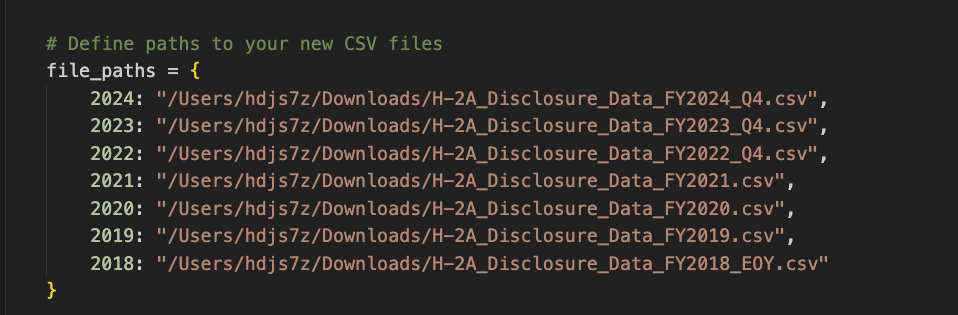 # Define paths to your new CSV files
file_paths = {
    2024: "/Users/hdjs7z/Downloads/H-2A_Disclosure_Data_FY2024_Q4.csv",
    2023: "/Users/hdjs7z/Downloads/H-2A_Disclosure_Data_FY2023_Q4.csv",
    2022: "/Users/hdjs7z/Downloads/H-2A_Disclosure_Data_FY2022_Q4.csv",
    2021: "/Users/hdjs7z/Downloads/H-2A_Disclosure_Data_FY2021.csv",
    2020: "/Users/hdjs7z/Downloads/H-2A_Disclosure_Data_FY2020.csv",
    2019: "/Users/hdjs7z/Downloads/H-2A_Disclosure_Data_FY2019.csv",
    2018: "/Users/hdjs7z/Downloads/H-2A_Disclosure_Data_FY2018_EOY.csv"
}